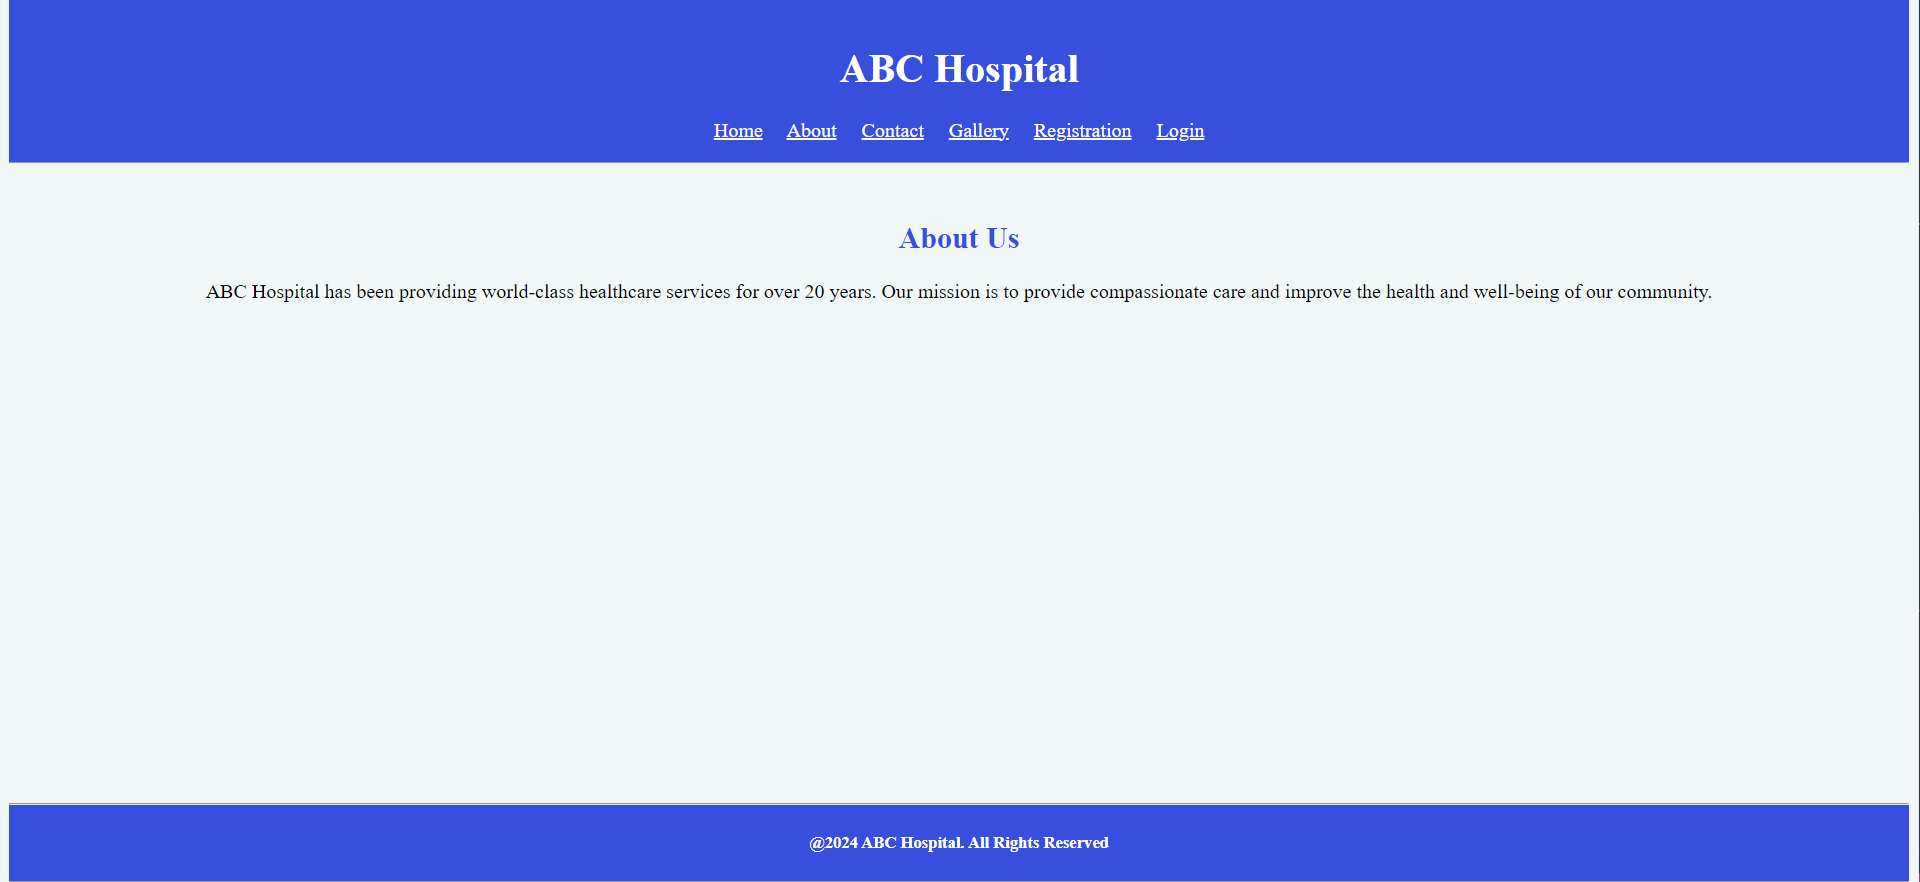 ABC Hospital
Home About Contact Gallery Registration Login
About Us
ABC Hospital has been providing world-class healthcare services for over 20 years. Our mission is to provide compassionate care and improve the health and well-being of our community.
@2024 ABC Hospital. All Rights Reserved